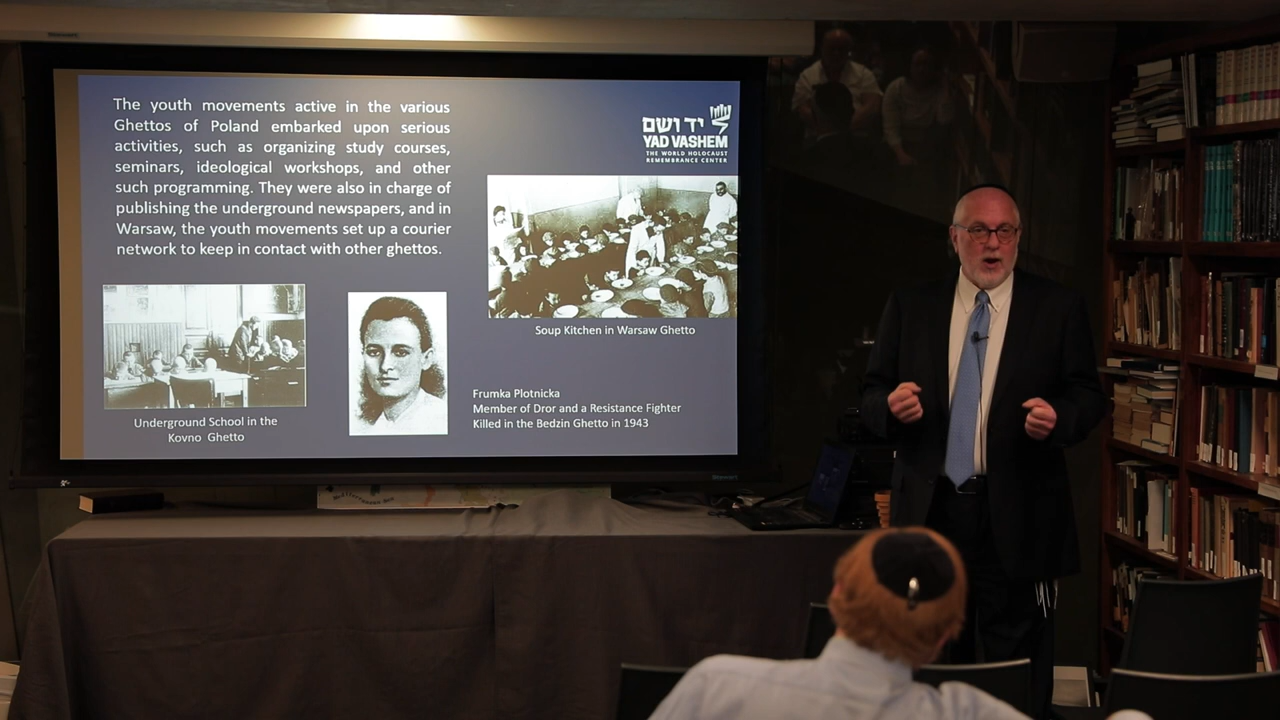 The youth movements active in the various
Ghettos of Poland embarked upon serious
activities, such as organizing study courses,
seminars, ideological workshops, and other
such programming. They were also in charge of
publishing the underground newspapers, and in
Warsaw, the youth movements set up a courier
network to keep in contact with other ghettos.
יד ושם
YAD VASHEM
THE WORLD HOLOCAUST
REMEMBRANCE CENTER
Soup Kitchen in Warsaw Ghetto
Underground School in the
Kovno Ghetto
Frumka Plotnicka
Member of Dror and a Resistance Fighter
Killed in the Bedzin Ghetto in 1943